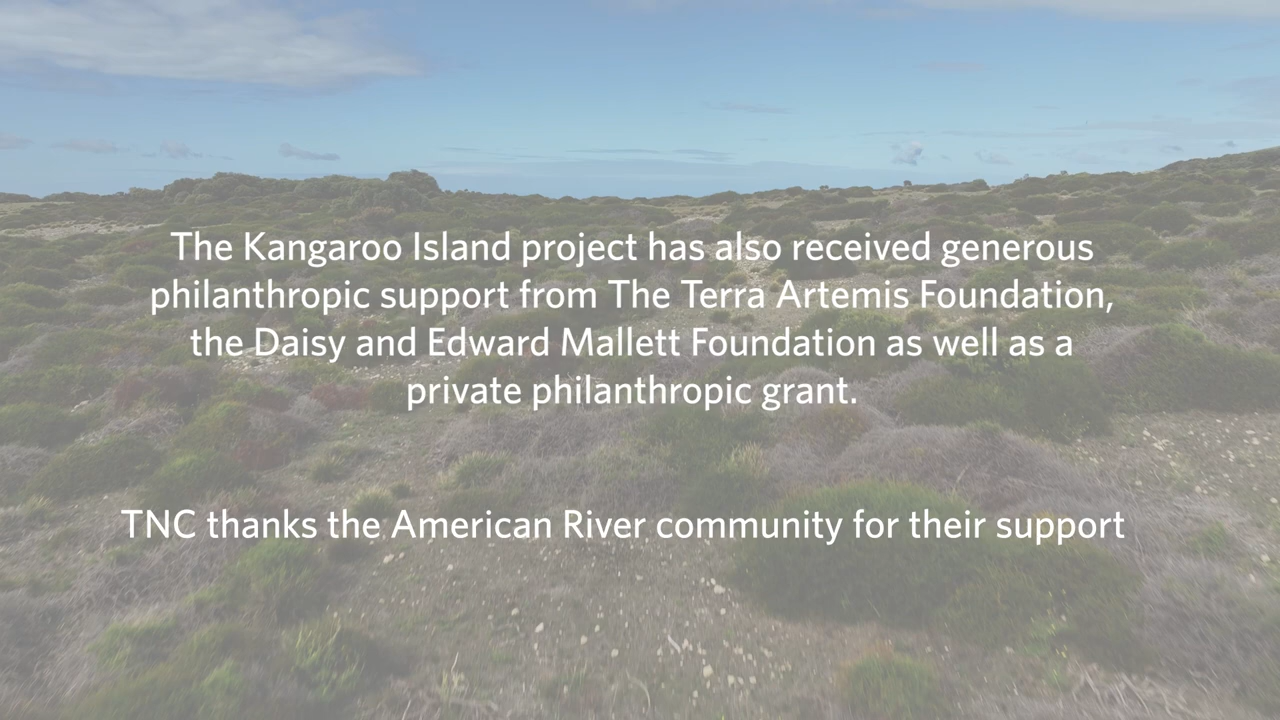 The Kangaroo Island project has also received generous
philanthropic support from The Terra Artemis Foundation,
the Daisy and Edward Mallett Foundation as well as a
private philanthropic grant.
TNC thanks the American River community for their support